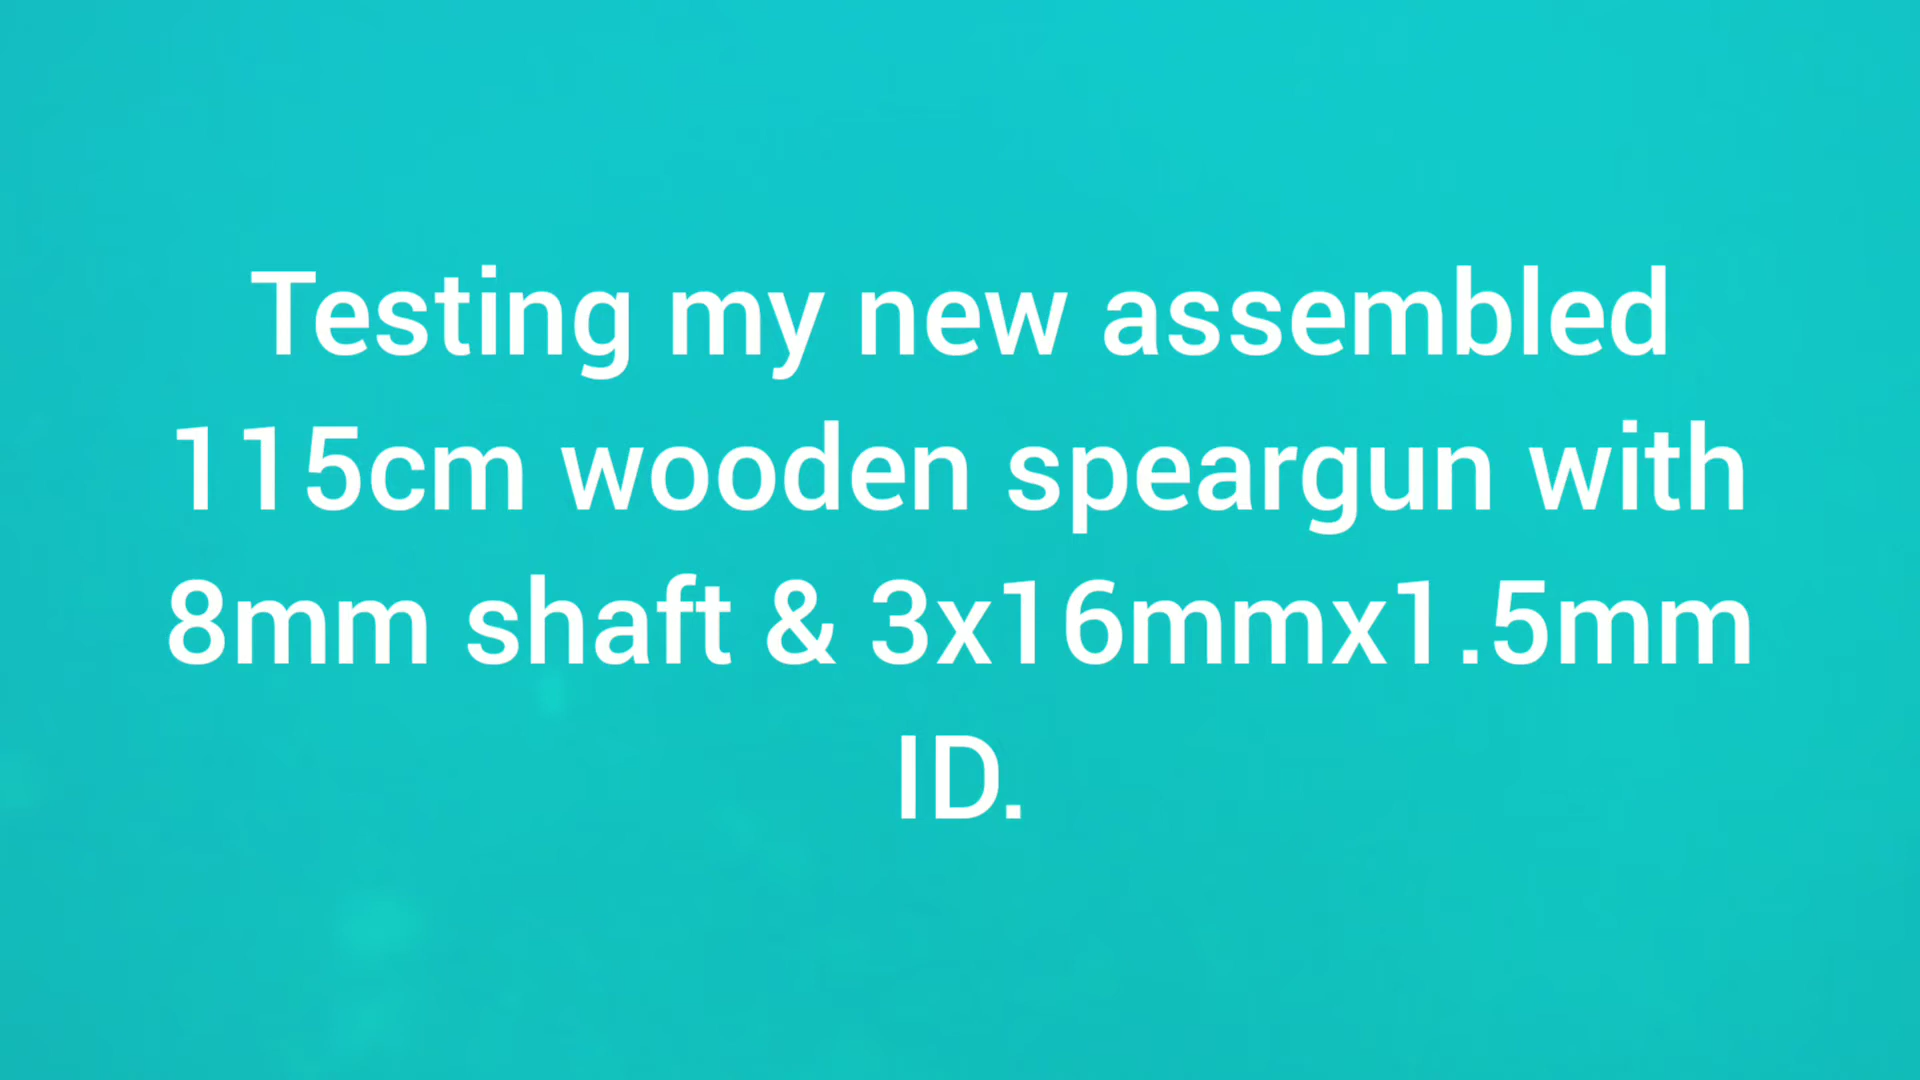 Testing my new assembled
115cm wooden speargun with
8mm shaft & 3x16mmx1.5mm
ID.